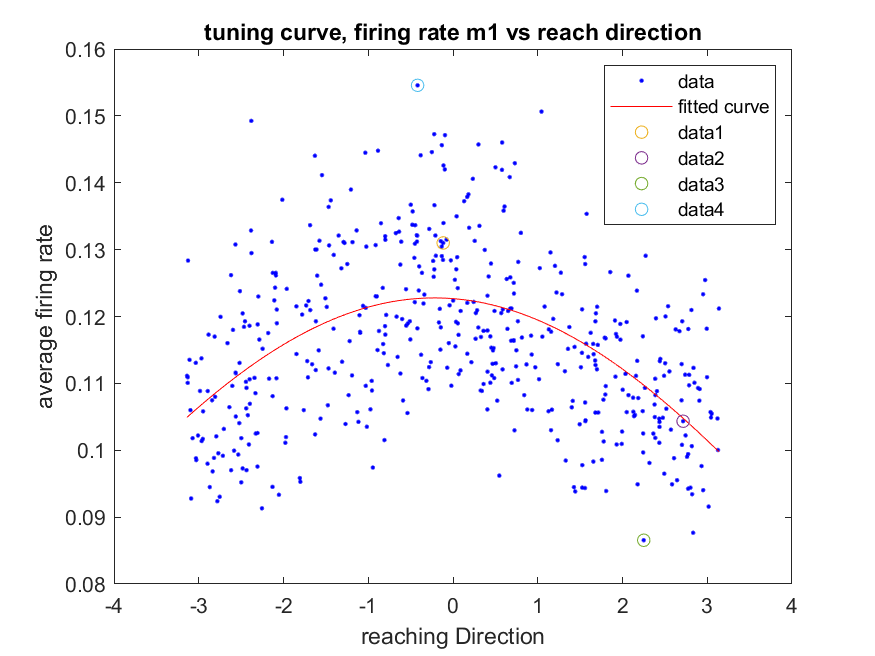 tuning curve, firing rate m1 vs reach direction
0.16
0.15
0.14
0.13
0.12
0.11
0.1
0.09
0.08
average firing rate
data
fitted curve
data1
data2
data3
data4
-4 -3 -2 -1 0 1 2 3 4
reaching Direction